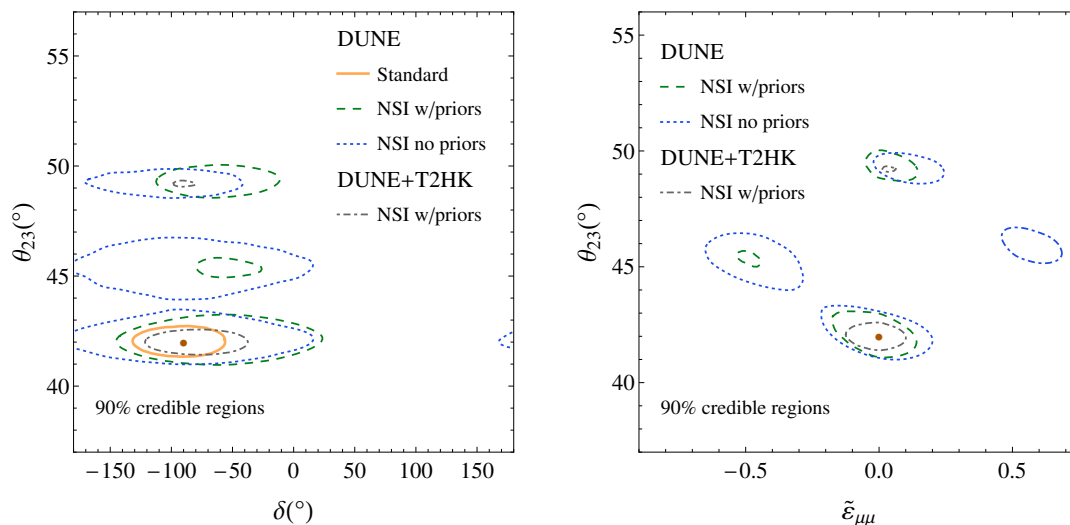 DUNE
Standard
NSI w/priors
NSI no priors
DUNE+T2HK
NSI w/priors
90% credible regions
55
50
45
40
θ23(°)
−150 −100 −50 0 50 100 150
δ(°)
DUNE
NSI w/priors
NSI no priors
DUNE+T2HK
NSI w/priors
90% credible regions
55
50
45
40
θ23(°)
−0.5 0.0 0.5
ε̃μμ